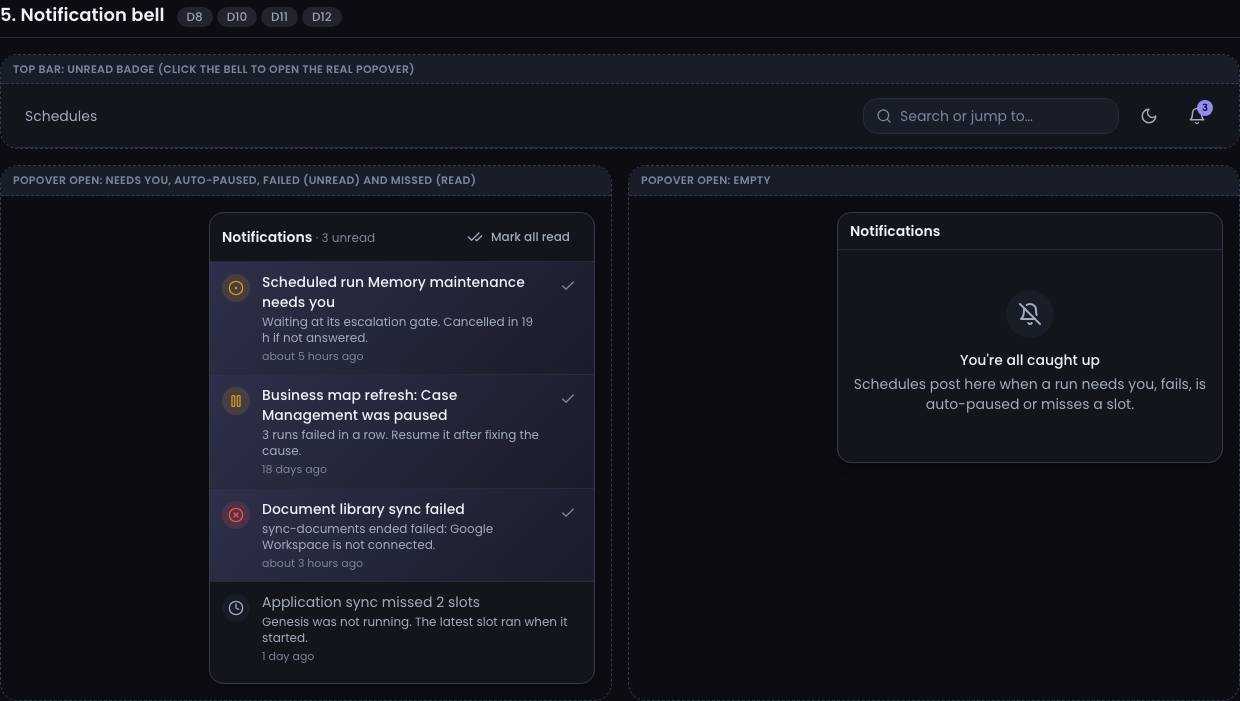 5. Notification bell D8 D10 D11 D12
TOP BAR: UNREAD BADGE (CLICK THE BELL TO OPEN THE REAL POPOVER)
Schedules
Search or jump to...
3
POPOVER OPEN: NEEDS YOU, AUTO-PAUSED, FAILED (UNREAD) AND MISSED (READ)
Notifications · 3 unread
Mark all read
Scheduled run Memory maintenance
needs you
Waiting at its escalation gate. Cancelled in 19
h if not answered.
about 5 hours ago
Business map refresh: Case
Management was paused
3 runs failed in a row. Resume it after fixing the
cause.
18 days ago
Document library sync failed
sync-documents ended failed: Google
Workspace is not connected.
about 3 hours ago
Application sync missed 2 slots
Genesis was not running. The latest slot ran when it
started.
1 day ago
POPOVER OPEN: EMPTY
Notifications
You're all caught up
Schedules post here when a run needs you, fails, is
auto-paused or misses a slot.